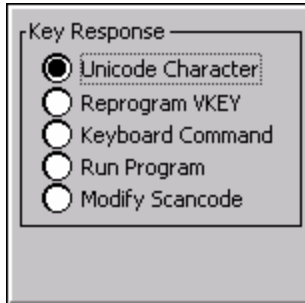 Key Response
Unicode Character
Reprogram VKEY
Keyboard Command
Run Program
Modify Scancode